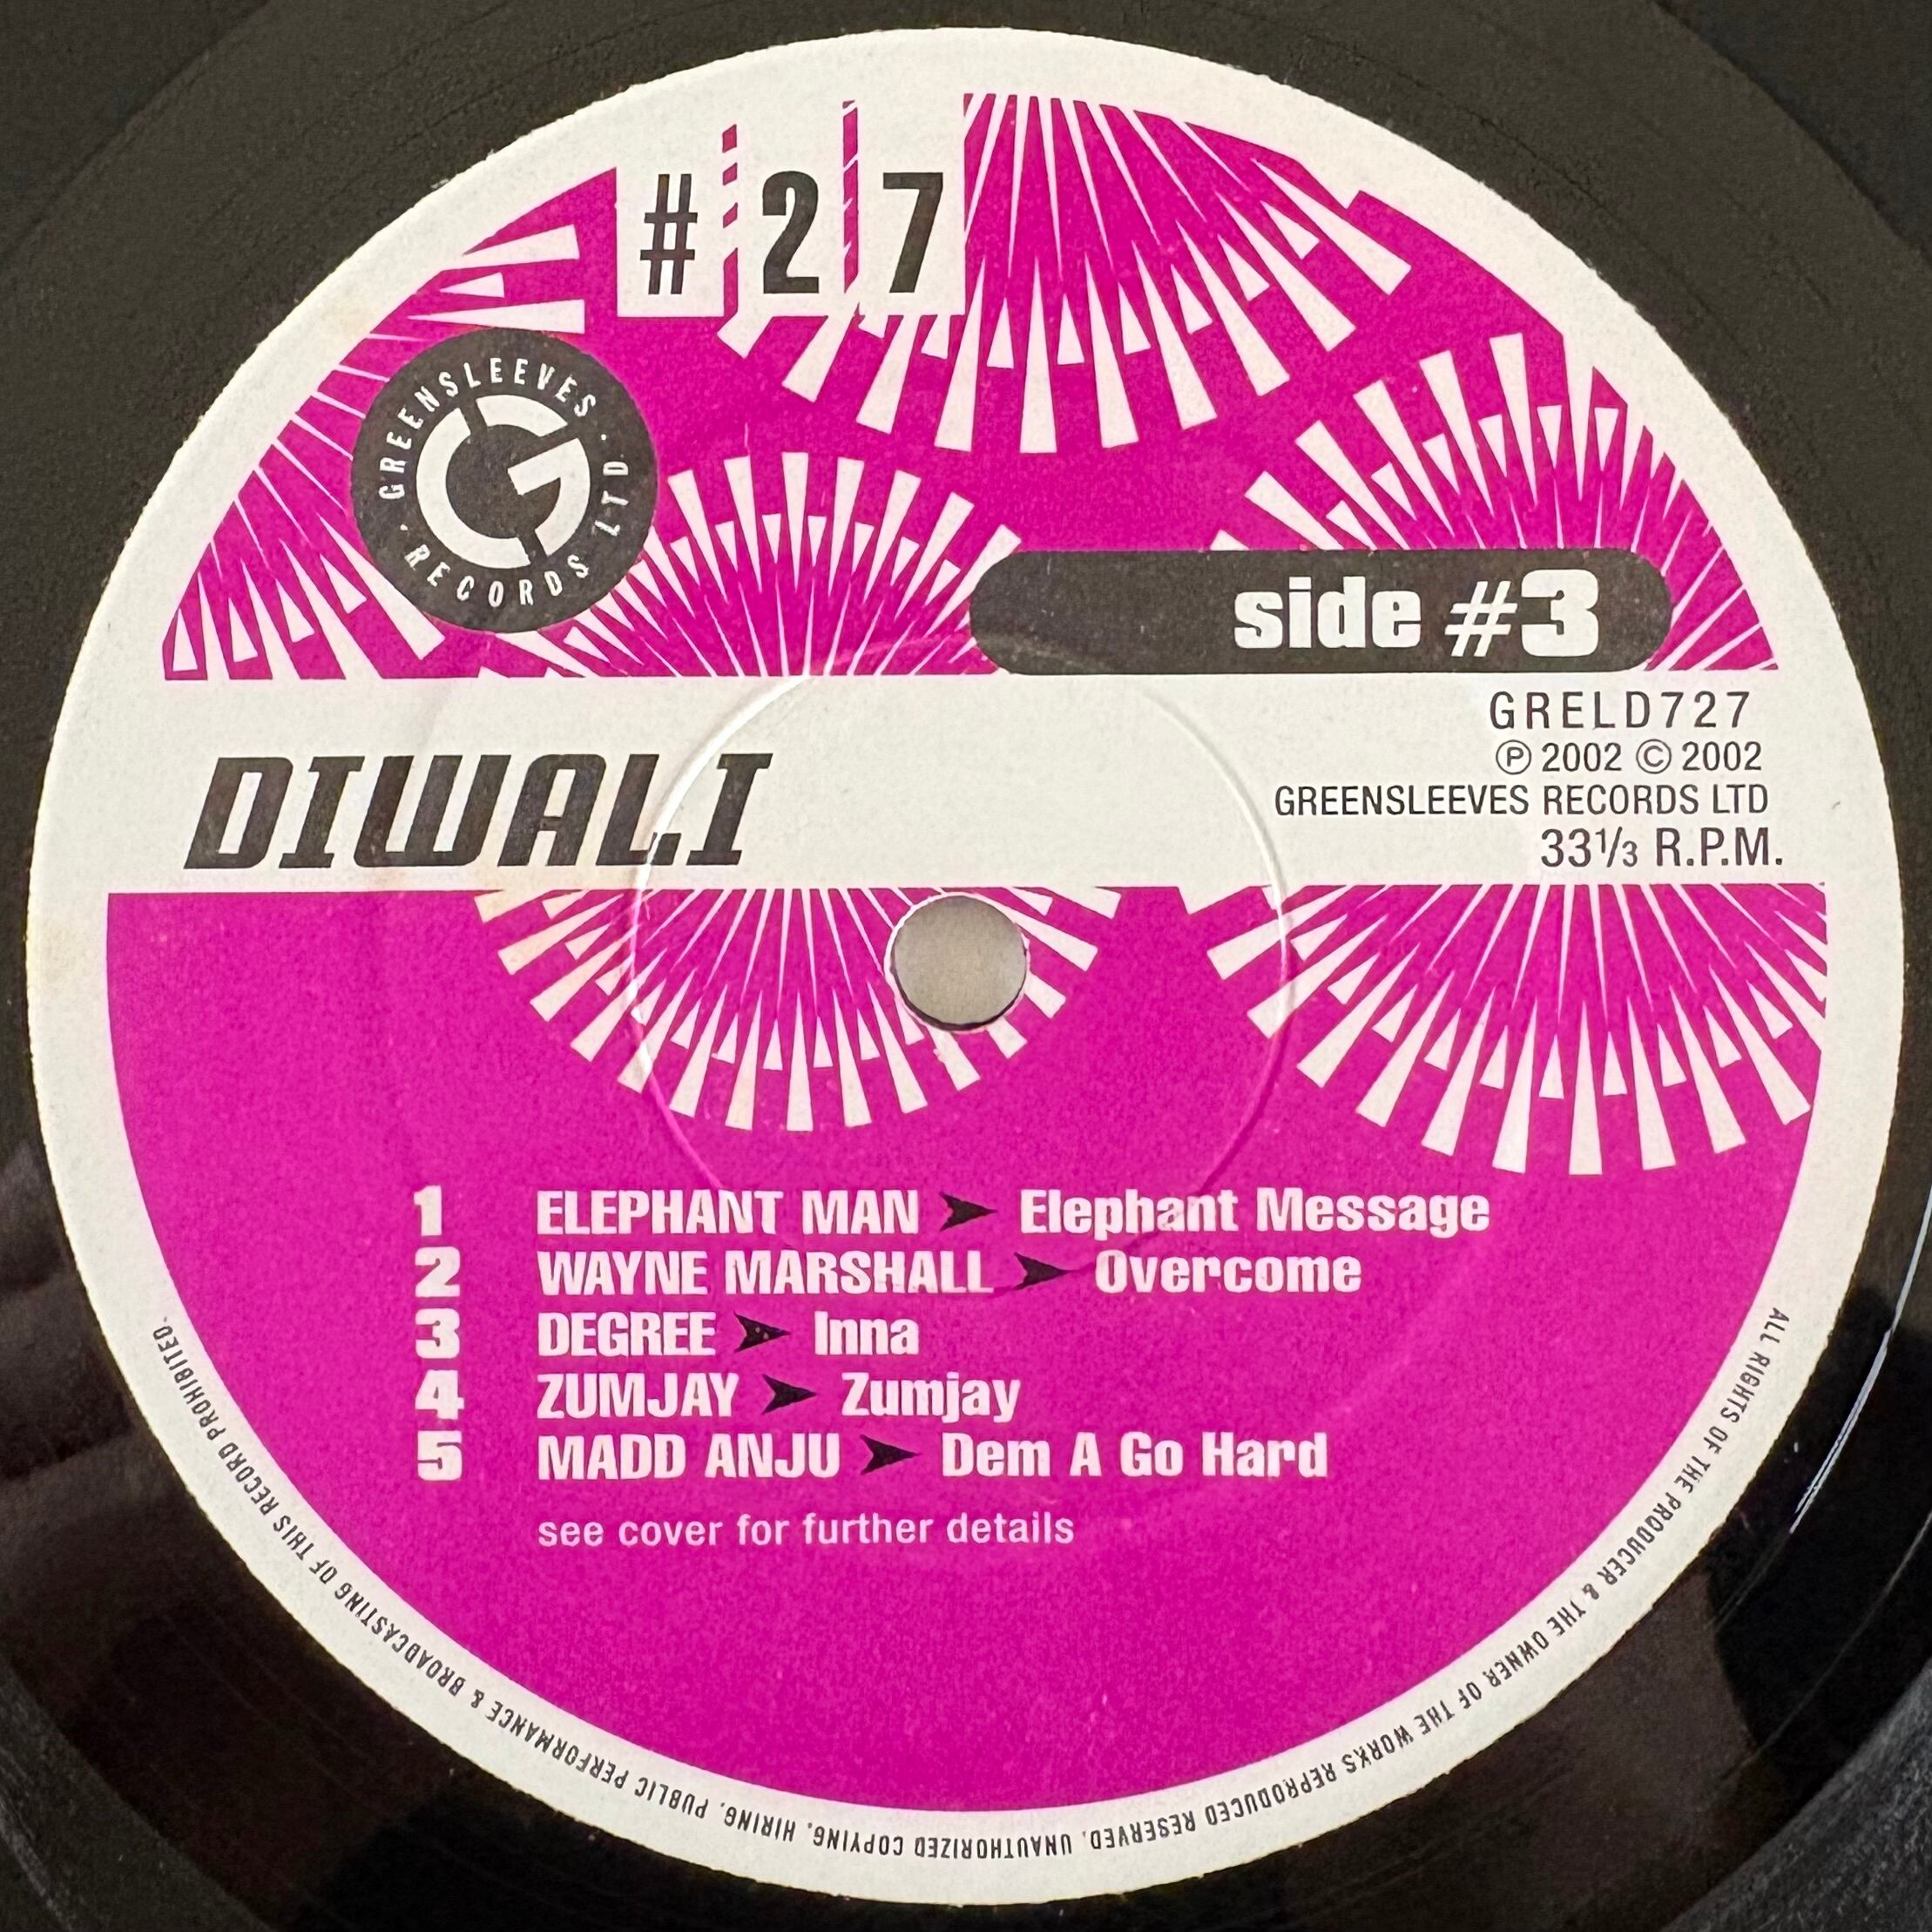 #27
GREENSLEEVES · LTD · RECORDS ·
G
side #3
GRELD727
℗ 2002 © 2002
GREENSLEEVES RECORDS LTD
33⅓ R.P.M.
DIWALI
1 ELEPHANT MAN ➤ Elephant Message
2 WAYNE MARSHALL ➤ Overcome
3 DEGREE ➤ Inna
4 ZUMJAY ➤ Zumjay
5 MADD ANJU ➤ Dem A Go Hard
see cover for further details
ALL RIGHTS OF THE PRODUCER & THE OWNER OF THE WORKS REPRODUCED RESERVED. UNAUTHORIZED COPYING, HIRING, PUBLIC PERFORMANCE & BROADCASTING OF THIS RECORD PROHIBITED.